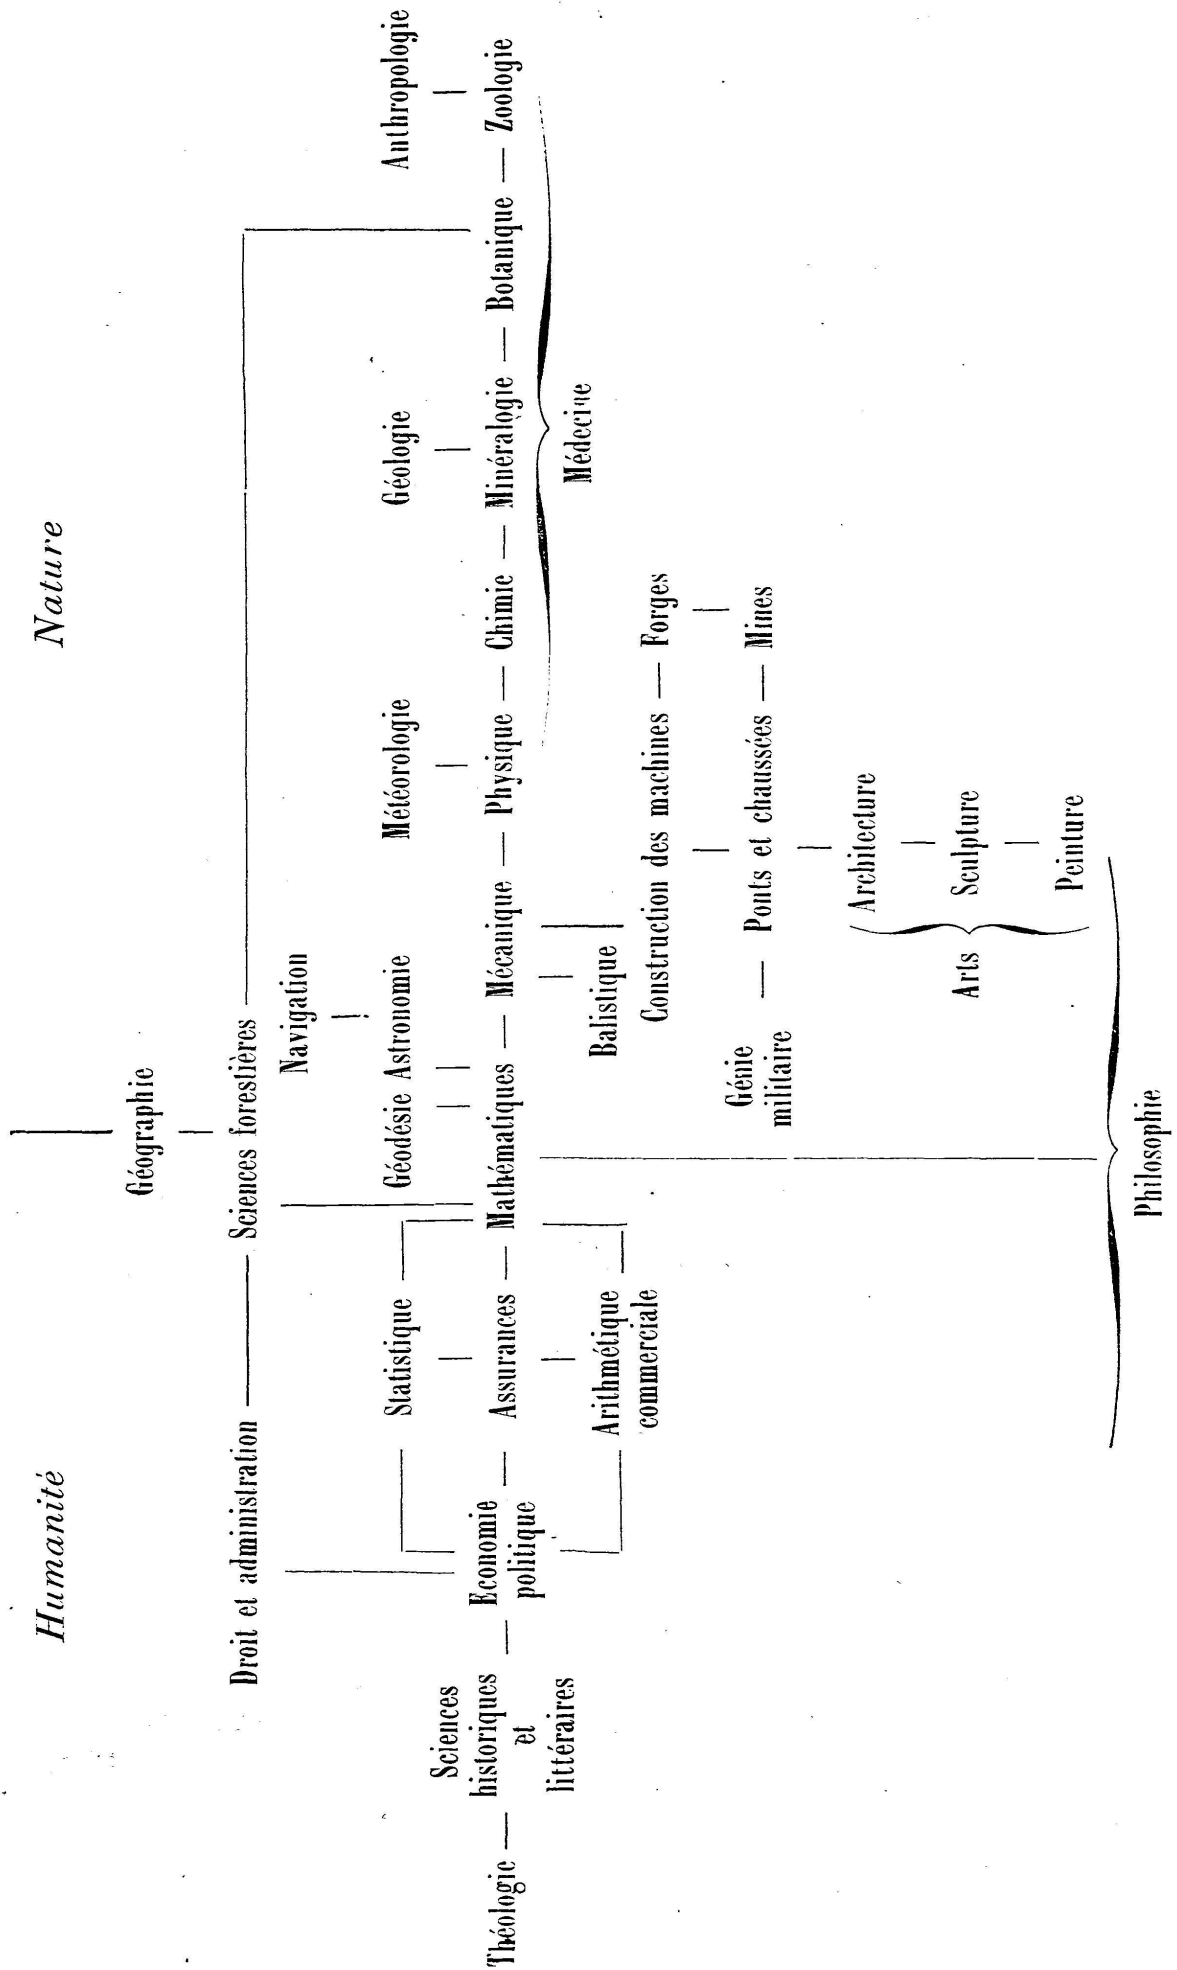 Humanité
Nature
Géographie
Droit et administration
Sciences forestières
Navigation
Statistique
Géodésie
Astronomie
Météorologie
Géologie
Anthropologie
Théologie
Sciences
historiques
et
littéraires
Economie
politique
Assurances
Mathématiques
Mécanique
Physique
Chimie
Minéralogie
Botanique
Zoologie
Arithmétique
commerciale
Balistique
Médecine
Construction des machines
Forges
Génie
militaire
Ponts et chaussées
Mines
Arts
Architecture
Sculpture
Peinture
Philosophie